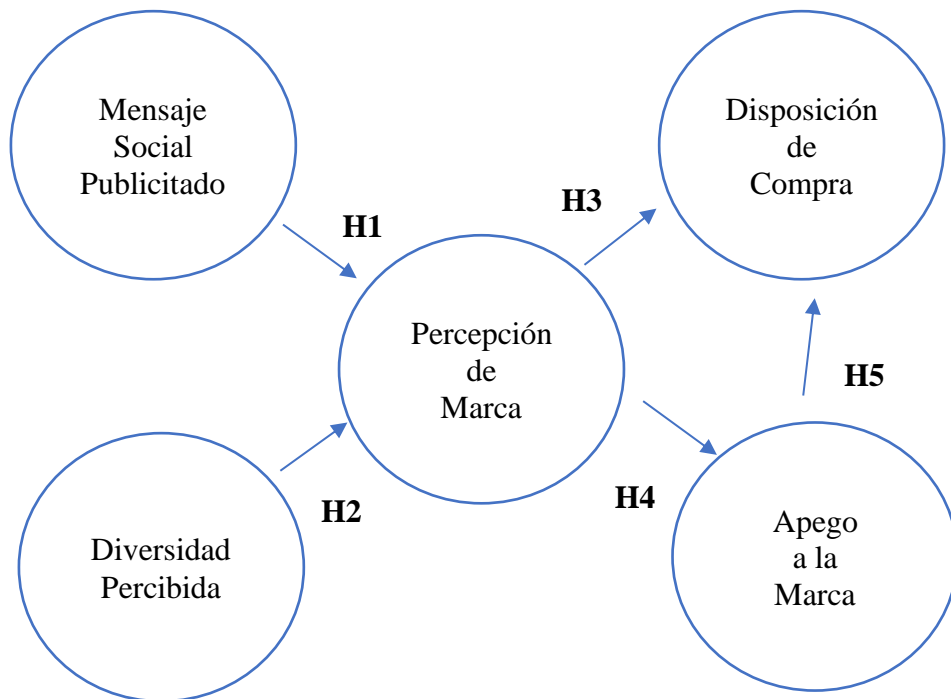 Mensaje
Social
Publicitado
Disposición
de
Compra
H1
H3
Percepción
de
Marca
H2
H4
H5
Diversidad
Percibida
Apego
a la
Marca